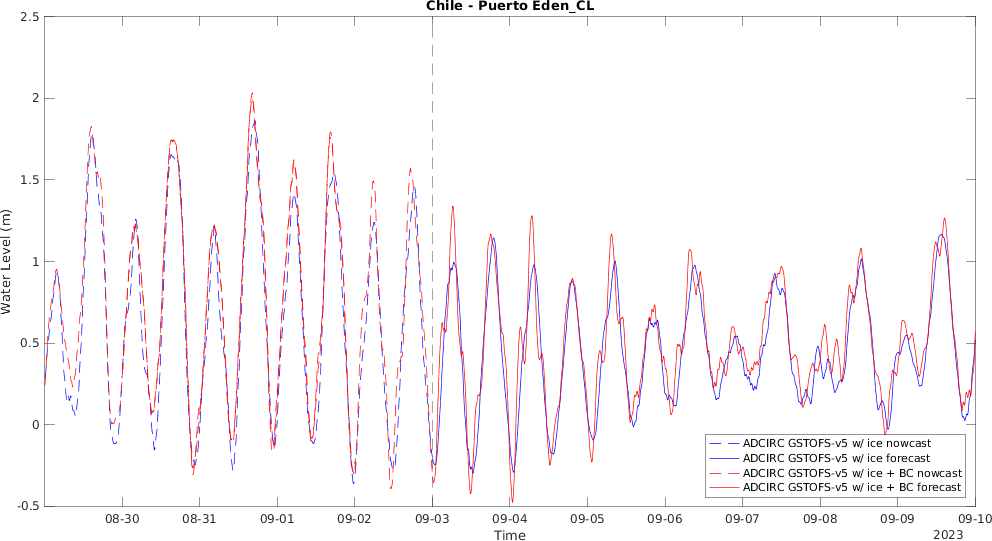 Chile - Puerto Eden_CL
2.5
2
1.5
1
0.5
0
-0.5
Water Level (m)
08-30 08-31 09-01 09-02 09-03 09-04 09-05 09-06 09-07 09-08 09-09 09-10
Time
2023
ADCIRC GSTOFS-v5 w/ ice nowcast
ADCIRC GSTOFS-v5 w/ ice forecast
ADCIRC GSTOFS-v5 w/ ice + BC nowcast
ADCIRC GSTOFS-v5 w/ ice + BC forecast